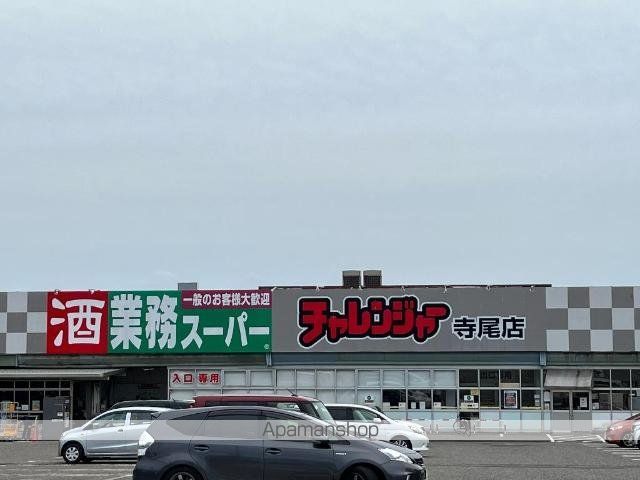 酒 業務スーパー
一般のお客様大歓迎
チャレンジャー 寺尾店
入口専用
Apamanshop